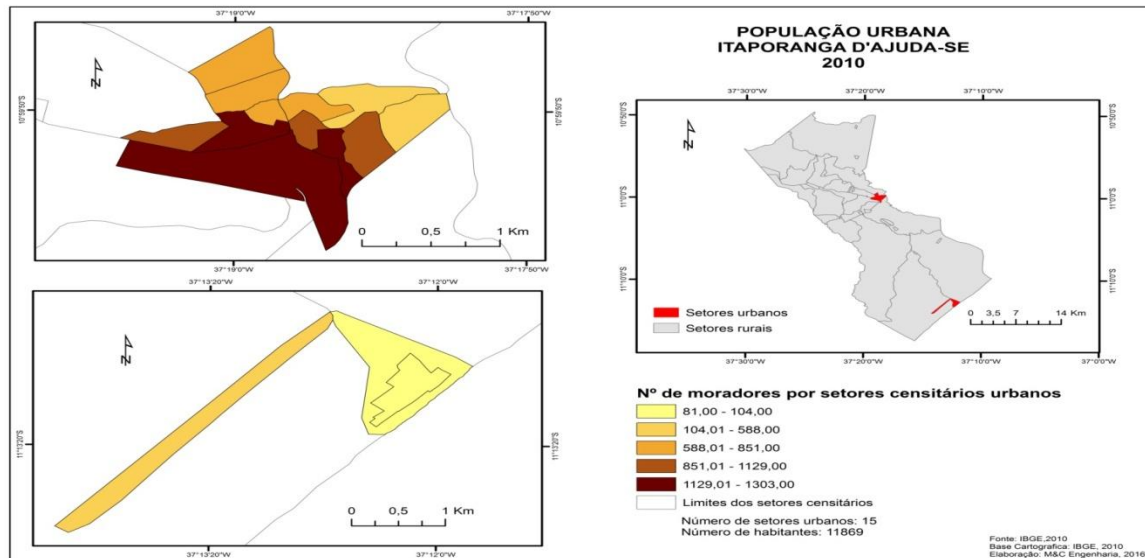 37°19'0"W 37°17'50"W
10°59'50"S 10°59'50"S
N
0 0,5 1 Km
37°19'0"W 37°17'50"W
37°13'20"W 37°12'0"W
N
11°13'20"S 11°13'20"S
0 0,5 1 Km
37°13'20"W 37°12'0"W
POPULAÇÃO URBANA
ITAPORANGA D'AJUDA-SE
2010
37°30'0"W 37°20'0"W 37°10'0"W
10°50'S 10°50'S
N
11°0'0"S 11°0'0"S
11°10'S 11°10'S
Setores urbanos
Setores rurais
0 3,5 7 14 Km
37°30'0"W 37°20'0"W 37°10'0"W 37°0'0"W
Nº de moradores por setores censitários urbanos
81,00 - 104,00
104,01 - 588,00
588,01 - 851,00
851,01 - 1129,00
1129,01 - 1303,00
Limites dos setores censitários
Número de setores urbanos: 15
Número de habitantes: 11869
Fonte: IBGE,2010
Base Cartografica: IBGE, 2010
Elaboração: M&C Engenharia, 2016